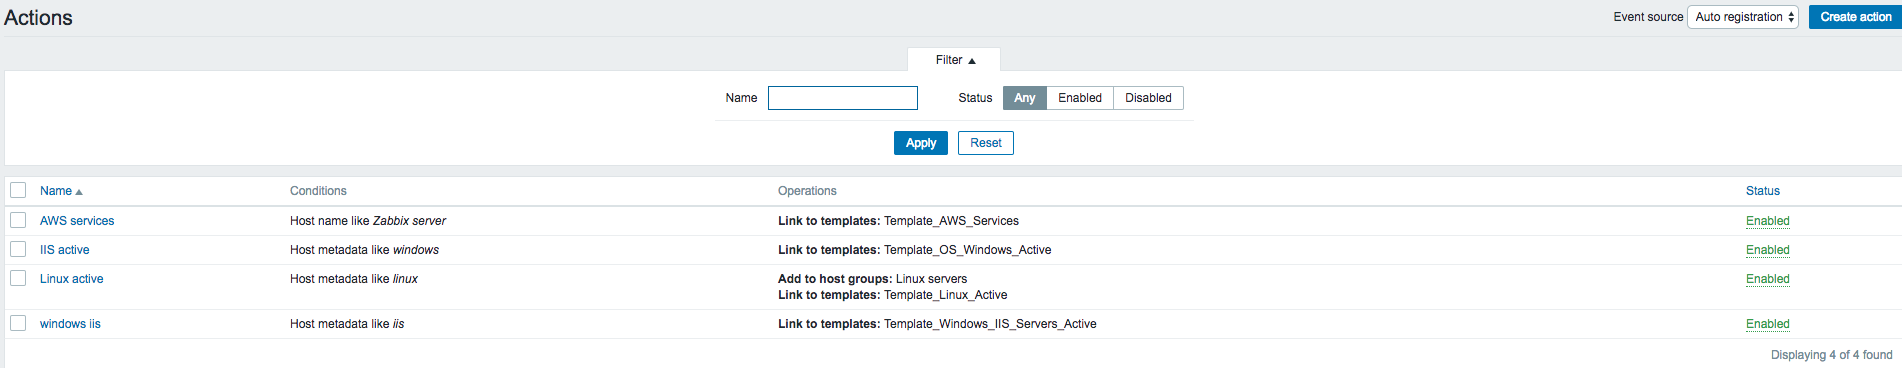 Actions
Event source Auto registration Create action
Filter
Name Status Any Enabled Disabled
Apply Reset
Name Conditions Operations Status
AWS services Host name like Zabbix server Link to templates: Template_AWS_Services Enabled
IIS active Host metadata like windows Link to templates: Template_OS_Windows_Active Enabled
Linux active Host metadata like linux Add to host groups: Linux servers Enabled
Link to templates: Template_Linux_Active
windows iis Host metadata like iis Link to templates: Template_Windows_IIS_Servers_Active Enabled
Displaying 4 of 4 found